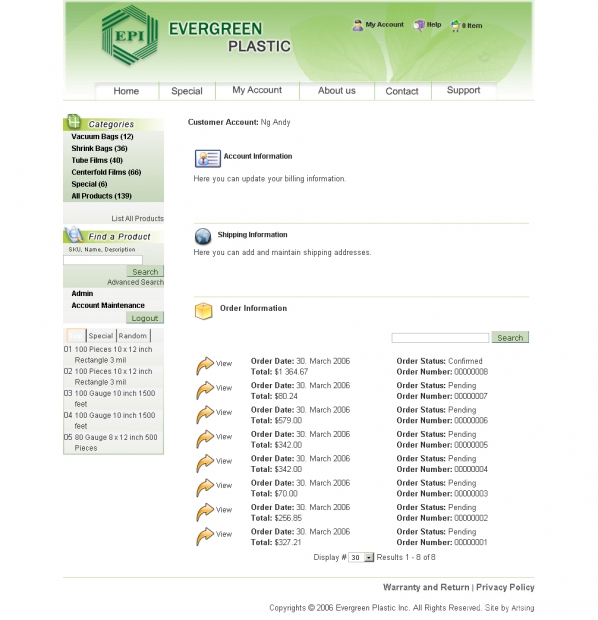 EPI
EVERGREEN
PLASTIC
My Account Help 0 Item
Home Special My Account About us Contact Support
Categories
Vacuum Bags (12)
Shrink Bags (36)
Tube Films (40)
Centerfold Films (66)
Special (6)
All Products (139)
List All Products
Find a Product
SKU, Name, Description
Search
Advanced Search
Admin
Account Maintenance
Logout
Special Random
01 100 Pieces 10 x 12 inch
Rectangle 3 mil
02 100 Pieces 10 x 12 inch
Rectangle 3 mil
03 100 Gauge 10 inch 1500
feet
04 100 Gauge 10 inch 1500
feet
05 80 Gauge 8 x 12 inch 500
Pieces
Customer Account: Ng Andy
Account Information
Here you can update your billing information.
Shipping Information
Here you can add and maintain shipping addresses.
Order Information
Search
View Order Date: 30. March 2006 Order Status: Confirmed
Total: $1 364.67 Order Number: 00000008
View Order Date: 30. March 2006 Order Status: Pending
Total: $80.24 Order Number: 00000007
View Order Date: 30. March 2006 Order Status: Pending
Total: $579.00 Order Number: 00000006
View Order Date: 30. March 2006 Order Status: Pending
Total: $342.00 Order Number: 00000005
View Order Date: 30. March 2006 Order Status: Pending
Total: $342.00 Order Number: 00000004
View Order Date: 30. March 2006 Order Status: Pending
Total: $70.00 Order Number: 00000003
View Order Date: 30. March 2006 Order Status: Pending
Total: $256.85 Order Number: 00000002
View Order Date: 30. March 2006 Order Status: Pending
Total: $327.21 Order Number: 00000001
Display # 30 Results 1 - 8 of 8
Warranty and Return | Privacy Policy
Copyrights © 2006 Evergreen Plastic Inc. All Rights Reserved. Site by Ansing